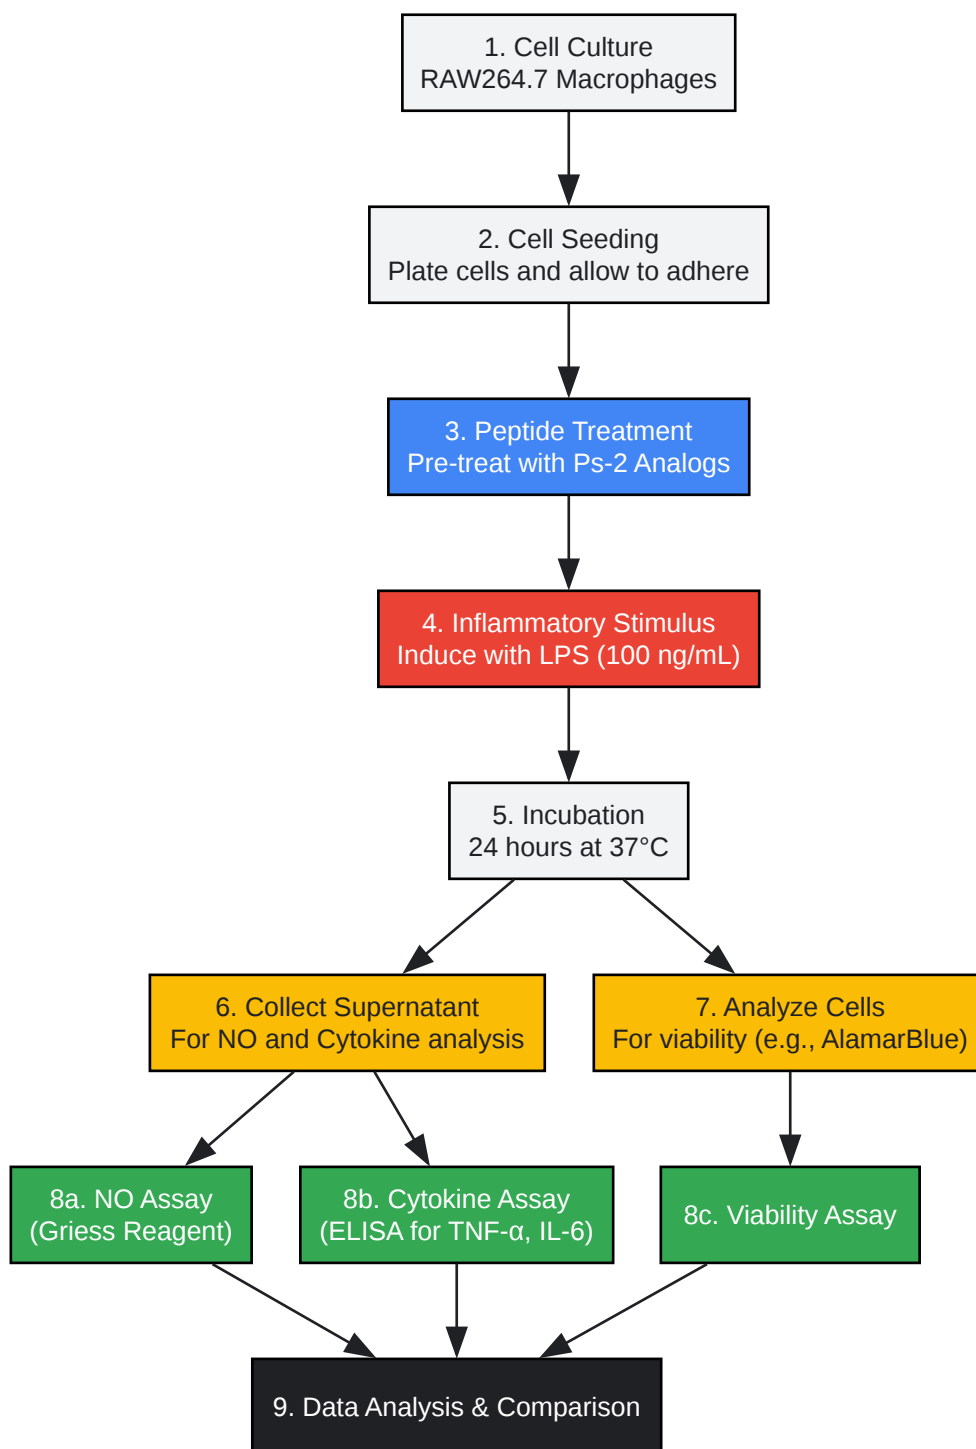 1. Cell Culture
RAW264.7 Macrophages
2. Cell Seeding
Plate cells and allow to adhere
3. Peptide Treatment
Pre-treat with Ps-2 Analogs
4. Inflammatory Stimulus
Induce with LPS (100 ng/mL)
5. Incubation
24 hours at 37°C
6. Collect Supernatant
For NO and Cytokine analysis
7. Analyze Cells
For viability (e.g., AlamarBlue)
8a. NO Assay
(Griess Reagent)
8b. Cytokine Assay
(ELISA for TNF-α, IL-6)
8c. Viability Assay
9. Data Analysis & Comparison